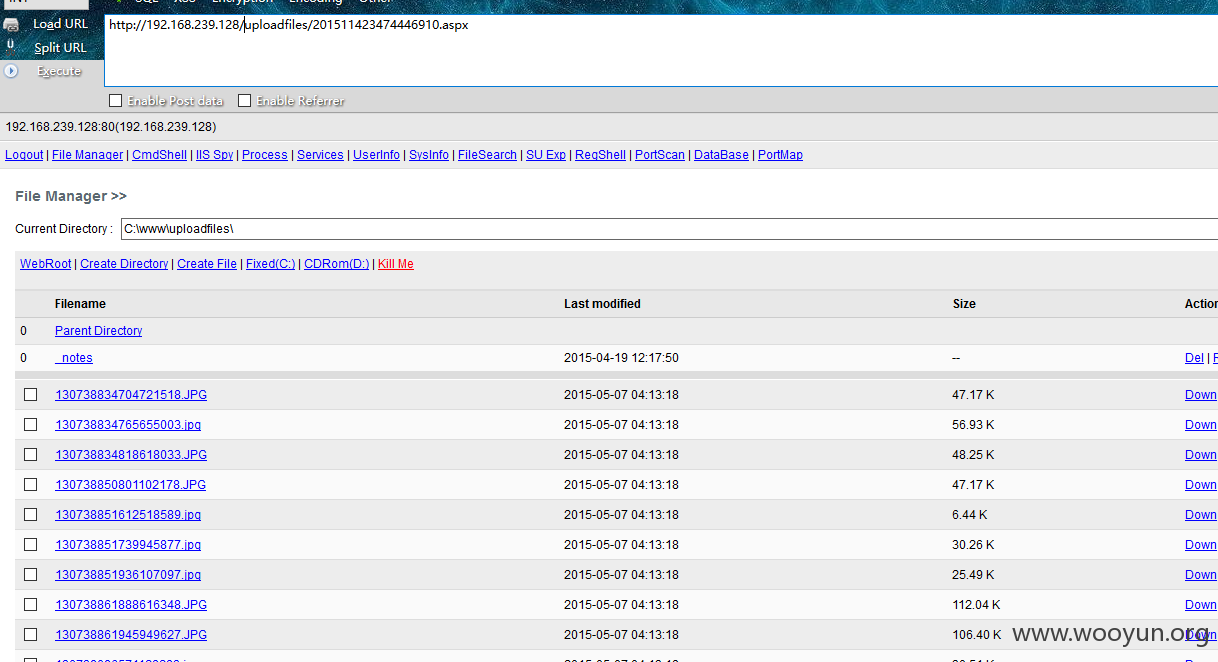 SQL XSS Encryption Encoding Other
Load URL
Split URL
Execute
http://192.168.239.128/uploadfiles/201511423474446910.aspx
Enable Post data Enable Referrer
192.168.239.128:80(192.168.239.128)
Logout | File Manager | CmdShell | IIS Spy | Process | Services | UserInfo | SysInfo | FileSearch | SU Exp | RegShell | PortScan | DataBase | PortMap
File Manager >>
Current Directory : C:\www\uploadfiles\
WebRoot | Create Directory | Create File | Fixed(C:) | CDRom(D:) | Kill Me
Filename Last modified Size Action
0 Parent Directory
0 _notes 2015-04-19 12:17:50 -- Del |
130738834704721518.JPG 2015-05-07 04:13:18 47.17 K Down
130738834765655003.jpg 2015-05-07 04:13:18 56.93 K Down
130738834818618033.JPG 2015-05-07 04:13:18 48.25 K Down
130738850801102178.JPG 2015-05-07 04:13:18 47.17 K Down
130738851612518589.jpg 2015-05-07 04:13:18 6.44 K Down
130738851739945877.jpg 2015-05-07 04:13:18 30.26 K Down
130738851936107097.jpg 2015-05-07 04:13:18 25.49 K Down
130738861888616348.JPG 2015-05-07 04:13:18 112.04 K Down
130738861945949627.JPG 2015-05-07 04:13:18 106.40 K Down
www.wooyun.org